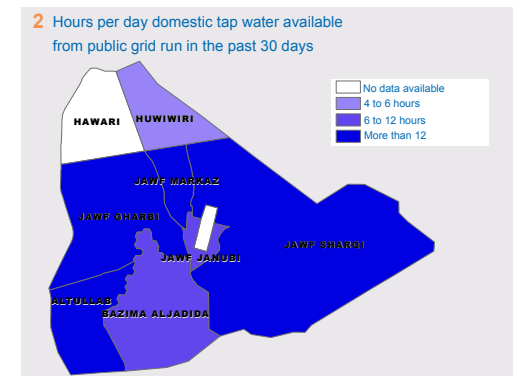 2 Hours per day domestic tap water available
from public grid run in the past 30 days
No data available
4 to 6 hours
6 to 12 hours
More than 12
HAWARI
HUWIWIRI
JAWF MARKAZ
JAWF GHARBI
JAWF SHARQI
JAWF JANUBI
ALTULLAB
BAZIMA ALJADIDA